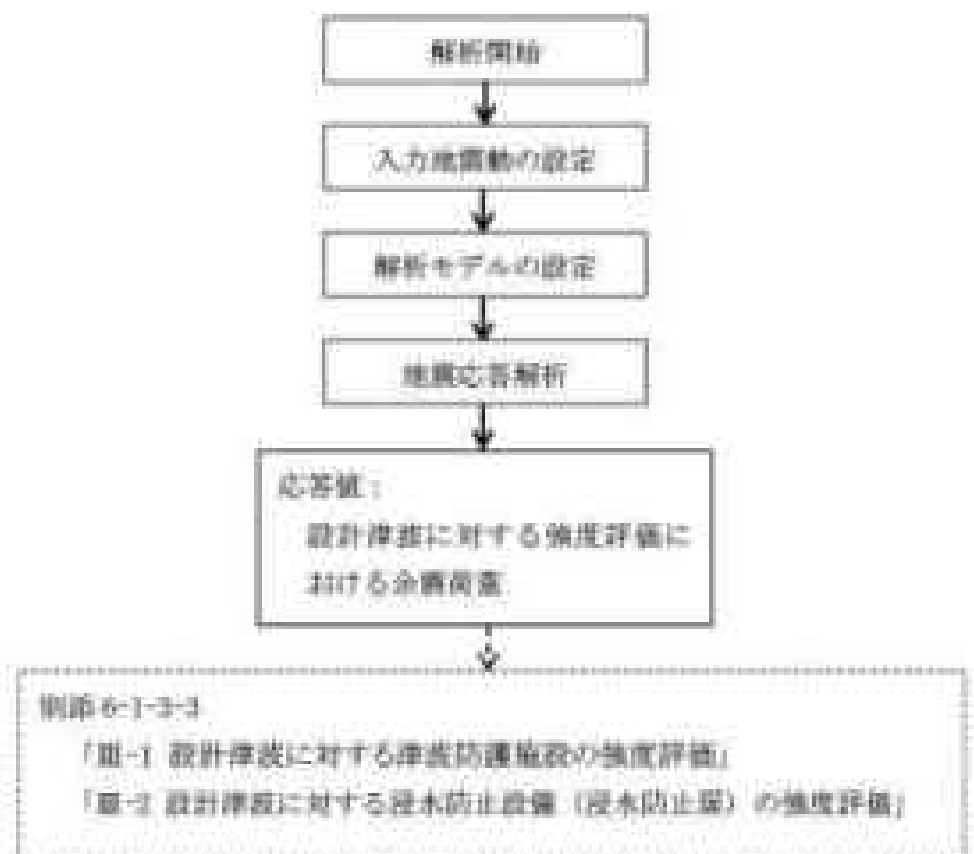 解析開始
入力地震動の設定
解析モデルの設定
地震応答解析
応答値：
設計津波に対する強度評価に
おける余震荷重
別添 6-1-3-3
「Ⅲ-1 設計津波に対する津波防護施設の強度評価」
「Ⅲ-2 設計津波に対する浸水防止設備（浸水防止扉）の強度評価」